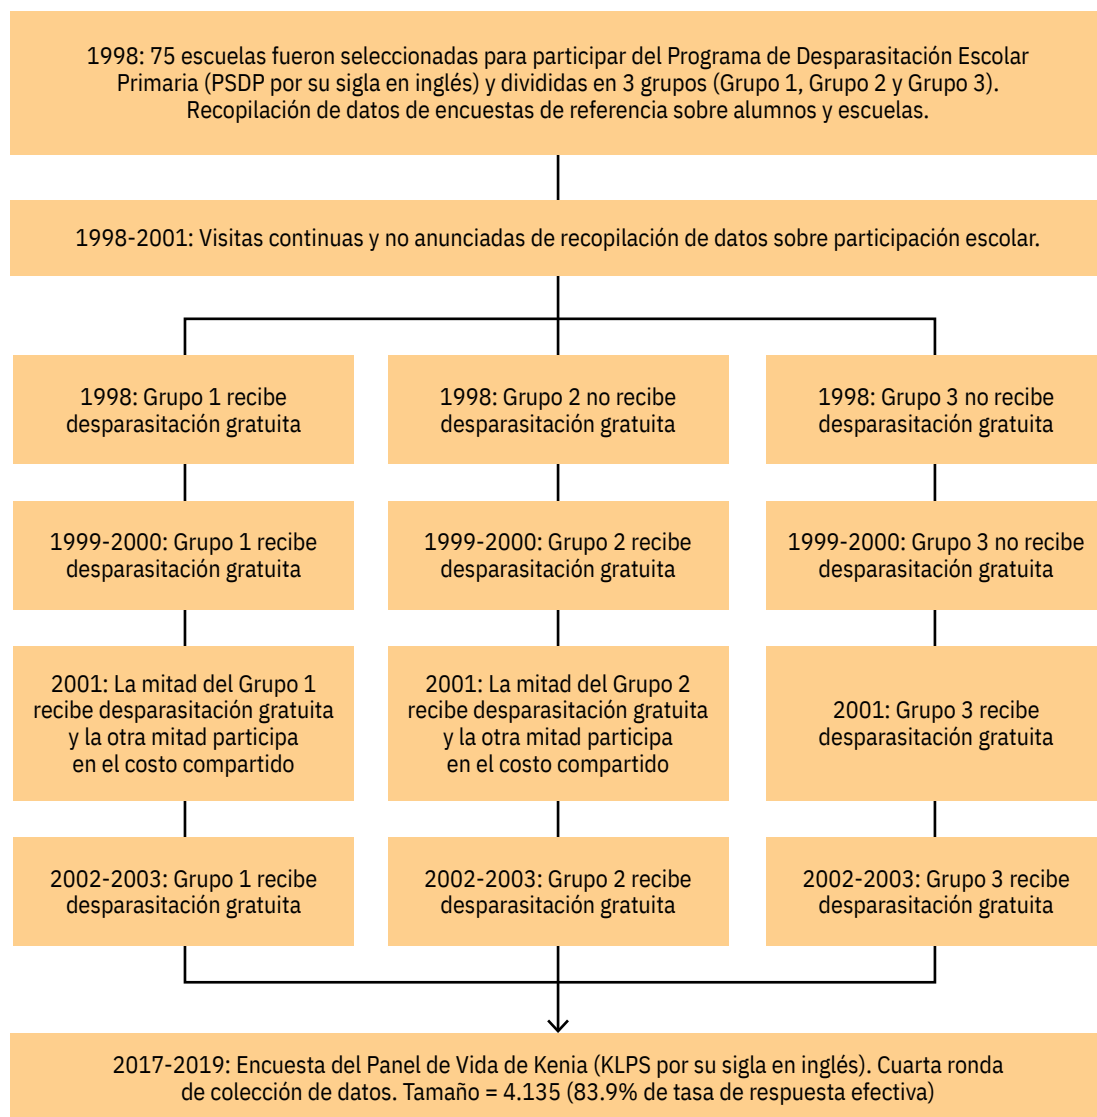 1998: 75 escuelas fueron seleccionadas para participar del Programa de Desparasitación Escolar
Primaria (PSDP por su sigla en inglés) y divididas en 3 grupos (Grupo 1, Grupo 2 y Grupo 3).
Recopilación de datos de encuestas de referencia sobre alumnos y escuelas.
1998-2001: Visitas continuas y no anunciadas de recopilación de datos sobre participación escolar.
1998: Grupo 1 recibe
desparasitación gratuita
1998: Grupo 2 no recibe
desparasitación gratuita
1998: Grupo 3 no recibe
desparasitación gratuita
1999-2000: Grupo 1 recibe
desparasitación gratuita
1999-2000: Grupo 2 recibe
desparasitación gratuita
1999-2000: Grupo 3 no recibe
desparasitación gratuita
2001: La mitad del Grupo 1
recibe desparasitación gratuita
y la otra mitad participa
en el costo compartido
2001: La mitad del Grupo 2
recibe desparasitación gratuita
y la otra mitad participa
en el costo compartido
2001: Grupo 3 recibe
desparasitación gratuita
2002-2003: Grupo 1 recibe
desparasitación gratuita
2002-2003: Grupo 2 recibe
desparasitación gratuita
2002-2003: Grupo 3 recibe
desparasitación gratuita
2017-2019: Encuesta del Panel de Vida de Kenia (KLPS por su sigla en inglés). Cuarta ronda
de colección de datos. Tamaño = 4.135 (83.9% de tasa de respuesta efectiva)